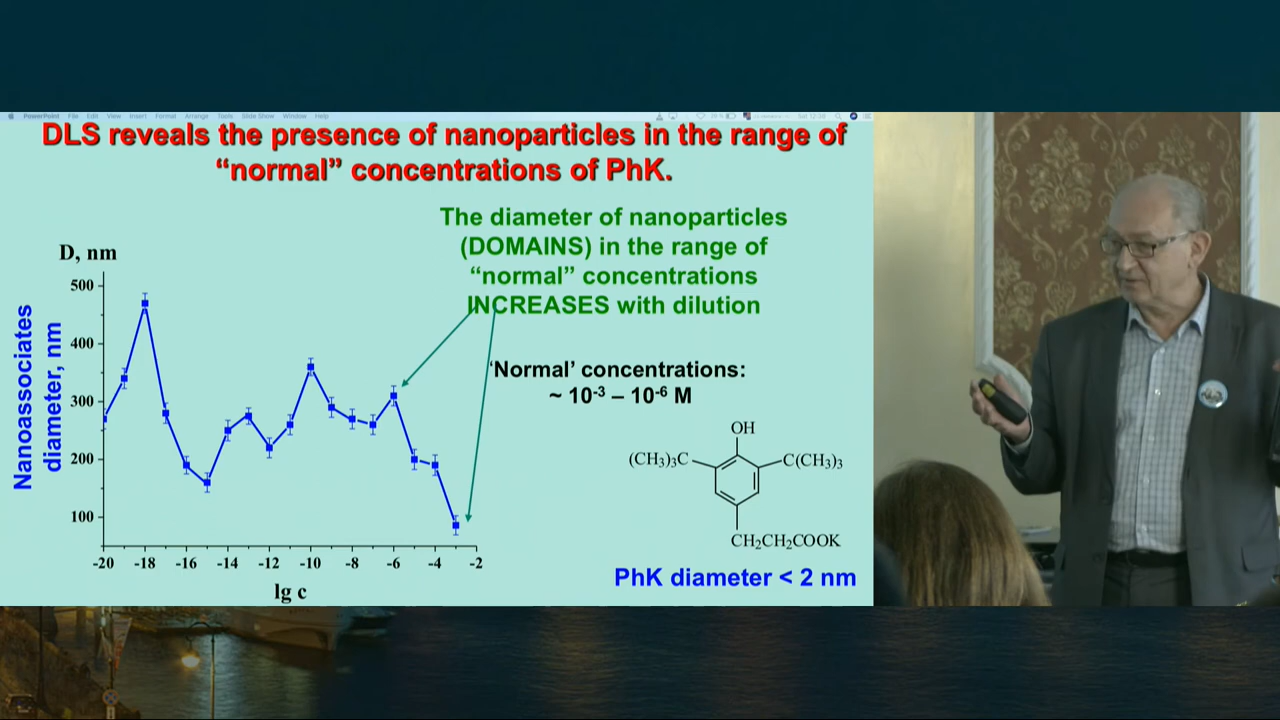 PowerPoint File Edit View Insert Format Arrange Tools Slide Show Window Help
DLS reveals the presence of nanoparticles in the range of
“normal” concentrations of PhK.
The diameter of nanoparticles
(DOMAINS) in the range of
“normal” concentrations
INCREASES with dilution
D, nm
Nanoassociates
diameter, nm
500
400
300
200
100
-20 -18 -16 -14 -12 -10 -8 -6 -4 -2
lg c
‘Normal’ concentrations:
~ 10⁻³ – 10⁻⁶ M
OH
(CH₃)₃C C(CH₃)₃
CH₂CH₂COOK
PhK diameter < 2 nm